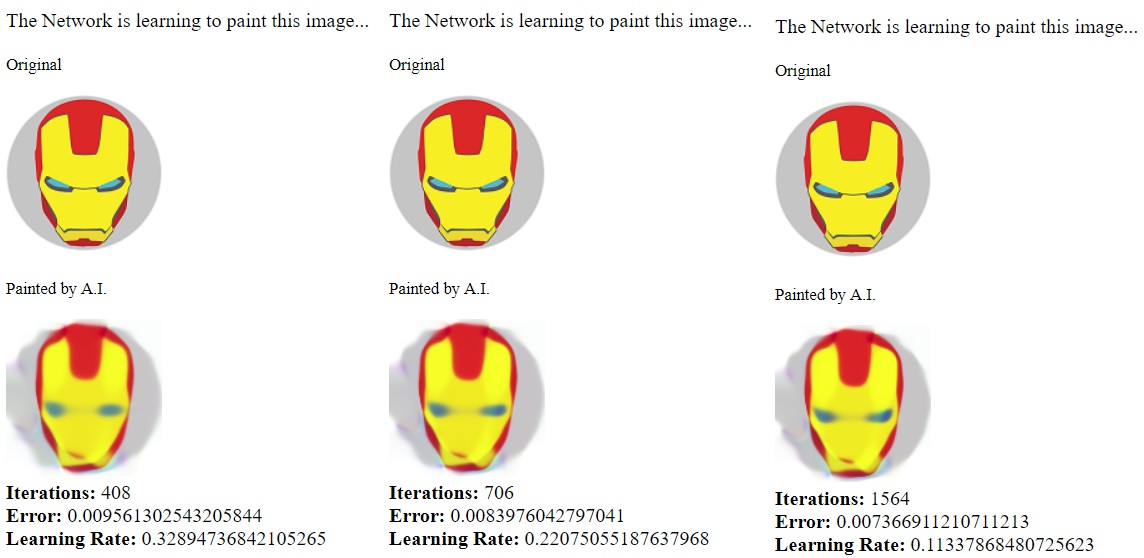 The Network is learning to paint this image...
Original
Painted by A.I.
Iterations: 408
Error: 0.009561302543205844
Learning Rate: 0.32894736842105265
The Network is learning to paint this image...
Original
Painted by A.I.
Iterations: 706
Error: 0.0083976042797041
Learning Rate: 0.22075055187637968
The Network is learning to paint this image...
Original
Painted by A.I.
Iterations: 1564
Error: 0.007366911210711213
Learning Rate: 0.11337868480725623